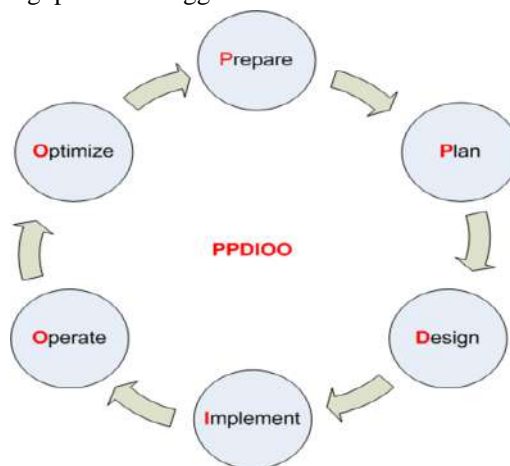 Prepare
Plan
Design
Implement
Operate
Optimize
PPDIOO